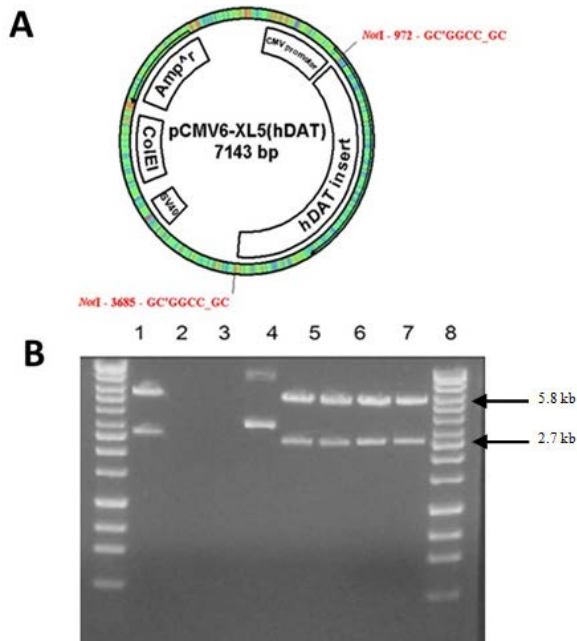 A
NotI - 972 - GC'GGCC_GC
CMV promoter
Amp^r
pCMV6-XL5(hDAT)
7143 bp
ColEI
SV40
hDAT insert
NotI - 3685 - GC'GGCC_GC
1 2 3 4 5 6 7 8
B
5.8 kb
2.7 kb